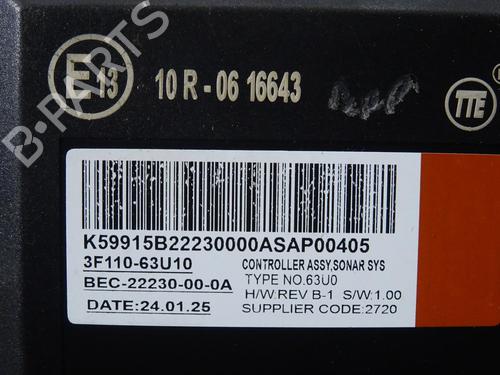 E 13
10 R - 06 16643
TTE
K59915B22230000ASAP00405
3F110-63U10
CONTROLLER ASSY,SONAR SYS
BEC-22230-00-0A
TYPE NO.63U0
H/W:REV B-1 S/W:1.00
DATE:24.01.25
SUPPLIER CODE:2720
B-PARTS